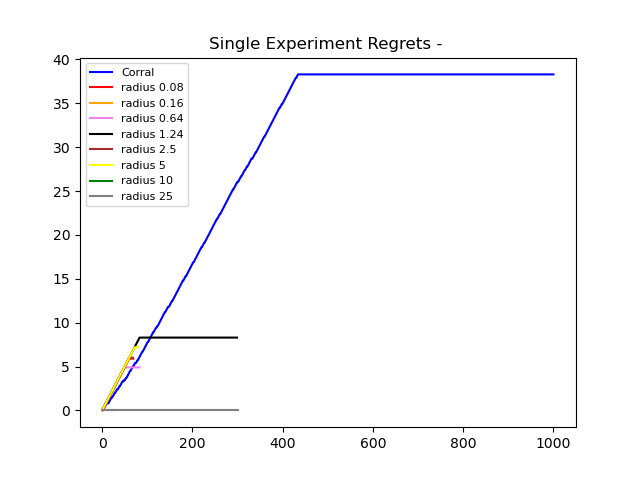 Single Experiment Regrets -
Corral
radius 0.08
radius 0.16
radius 0.64
radius 1.24
radius 2.5
radius 5
radius 10
radius 25
40
35
30
25
20
15
10
5
0
0 200 400 600 800 1000